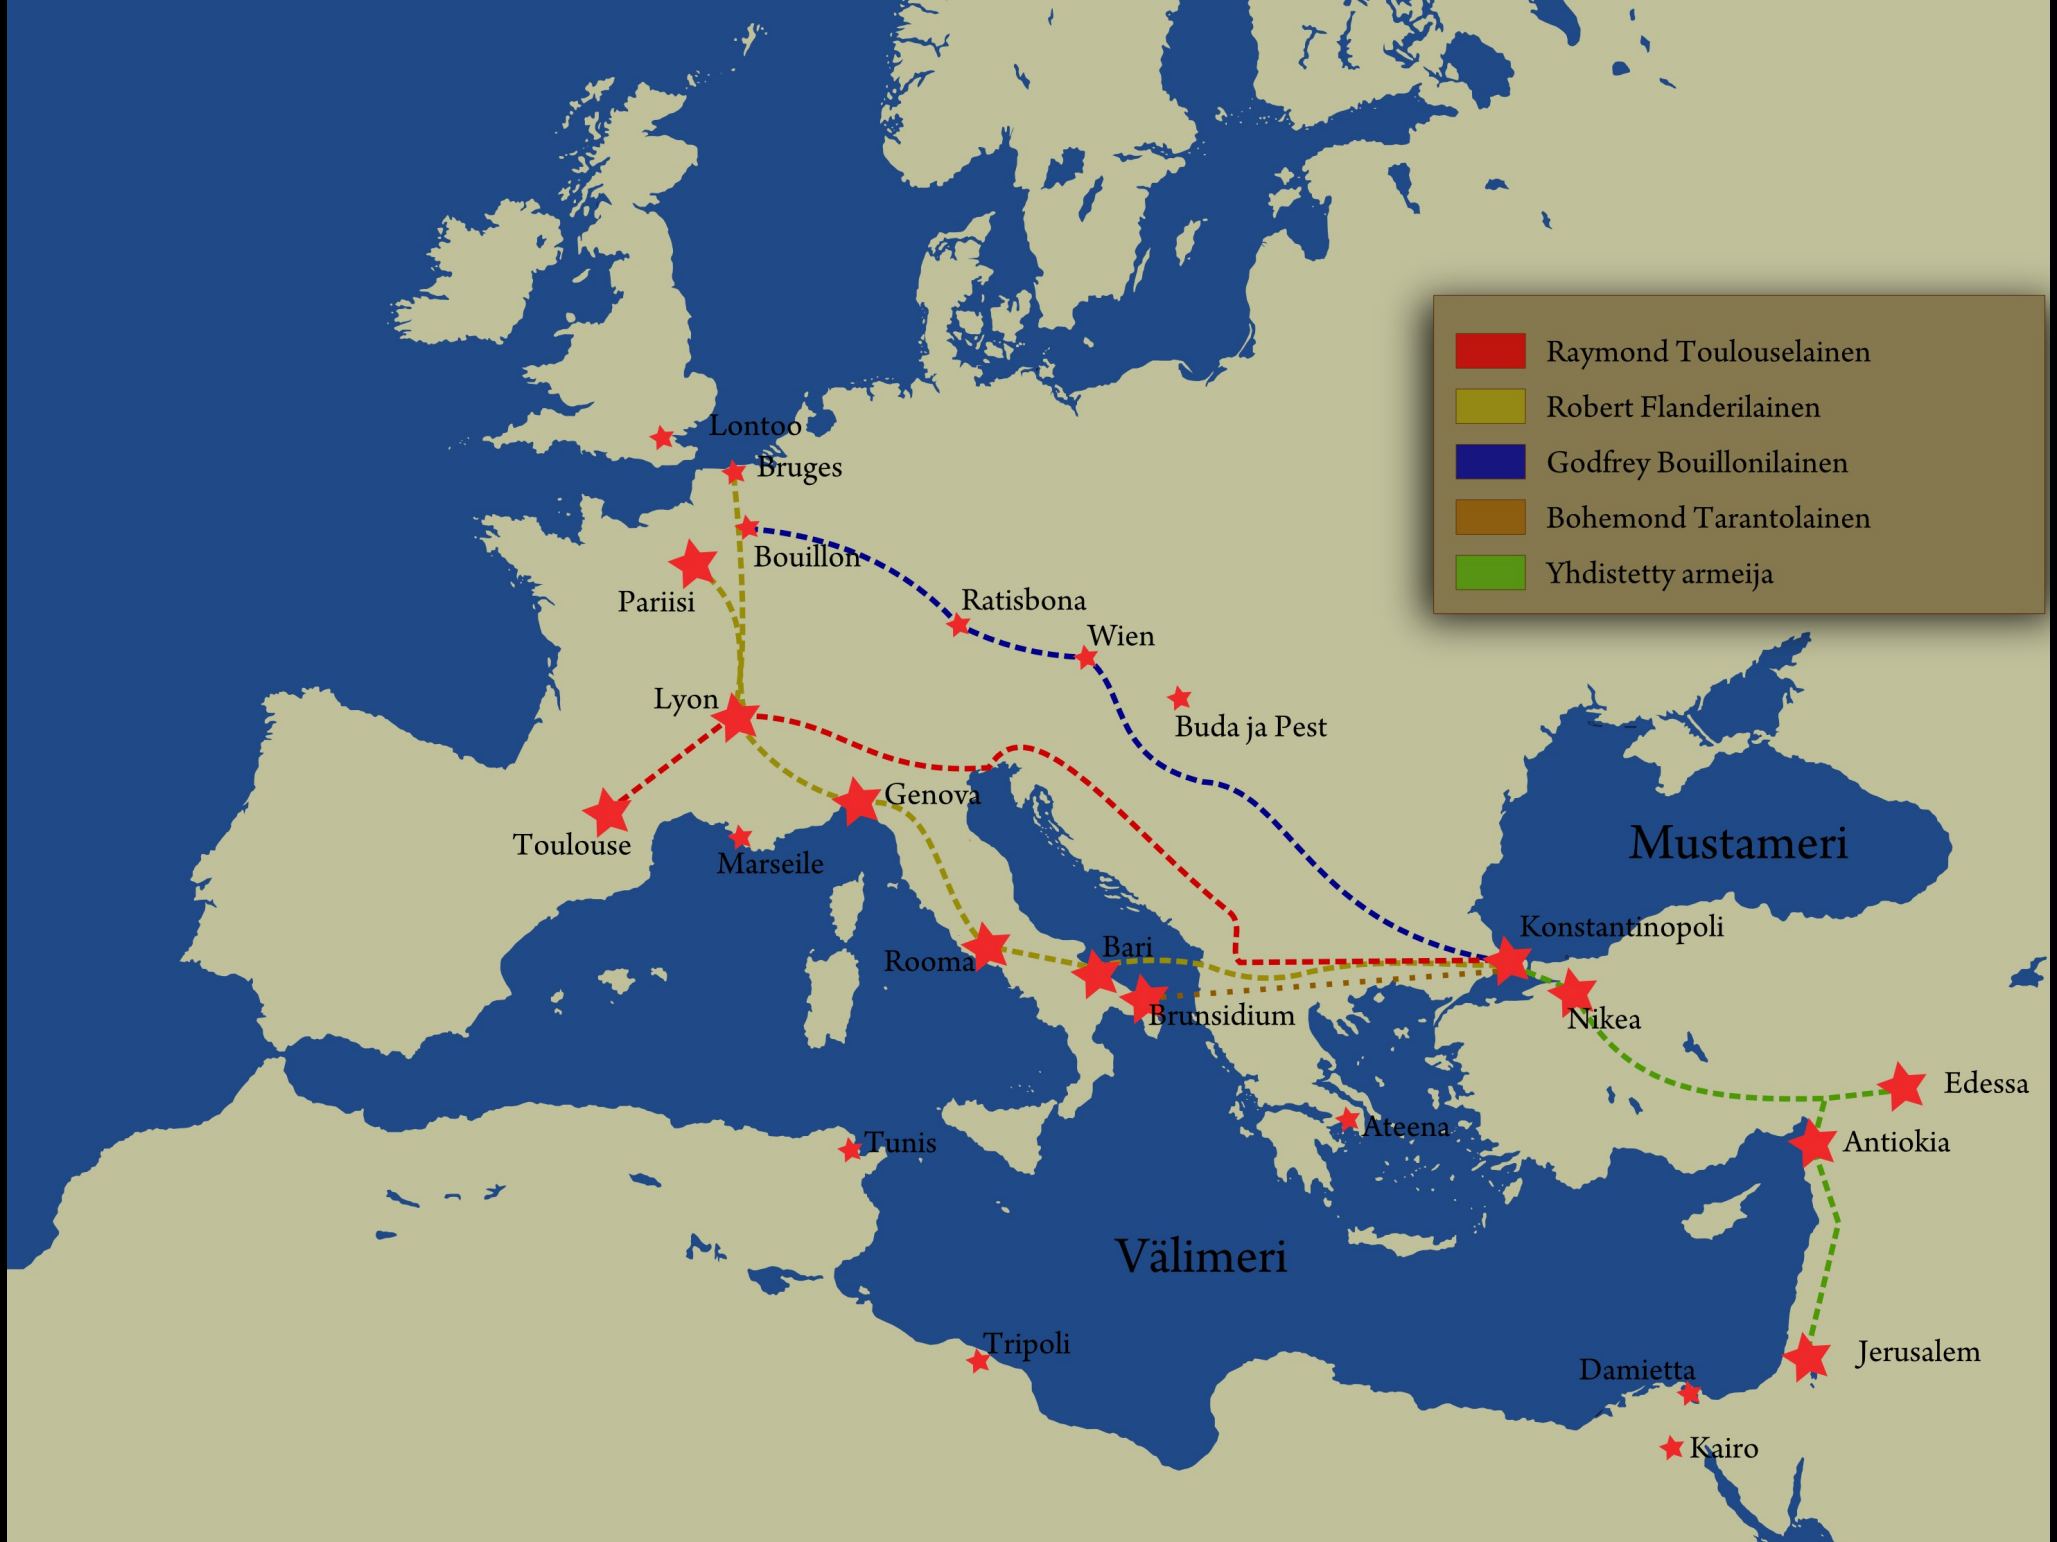 Raymond Toulouselainen
Robert Flanderilainen
Godfrey Bouillonilainen
Bohemond Tarantolainen
Yhdistetty armeija
Lontoo
Bruges
Bouillon
Pariisi
Ratisbona
Wien
Lyon
Buda ja Pest
Genova
Toulouse
Marseile
Mustameri
Konstantinopoli
Bari
Rooma
Brunsidium
Nikea
Edessa
Ateena
Tunis
Antiokia
Välimeri
Tripoli
Jerusalem
Damietta
Kairo